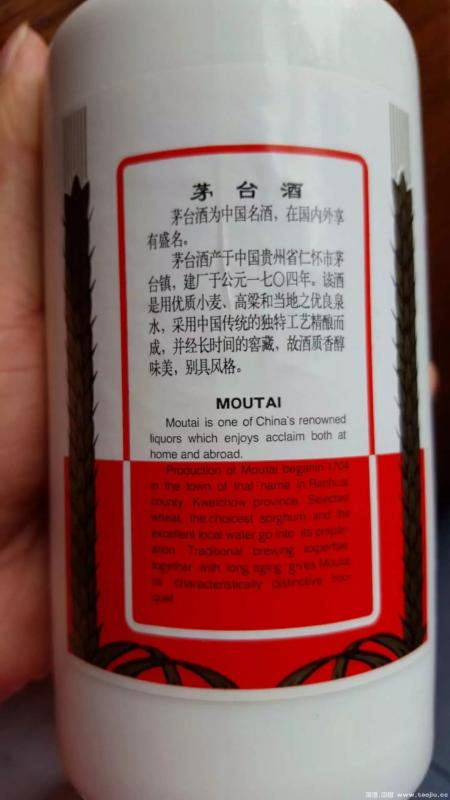 茅台酒
茅台酒为中国名酒，在国内外享
有盛名。
茅台酒产于中国贵州省仁怀市茅
台镇，建厂于公元一七〇四年。该酒
是用优质小麦、高粱和当地之优良泉
水，采用中国传统的独特工艺精酿而
成，并经长时间的窖藏，故酒质香醇
味美，别具风格。
MOUTAI
Moutai is one of China's renowned
liquors which enjoys acclaim both at
home and abroad.
Production of Moutai began in 1704
in the town of that name in Renhuai
county Kweichow province. Selected
wheat, the choicest sorghum and the
excellent local water go into its prepar-
ation. Traditional brewing expertise
together with long aging gives Moutai
its characteristically distinctive bou-
quet
www.taojiu.cc